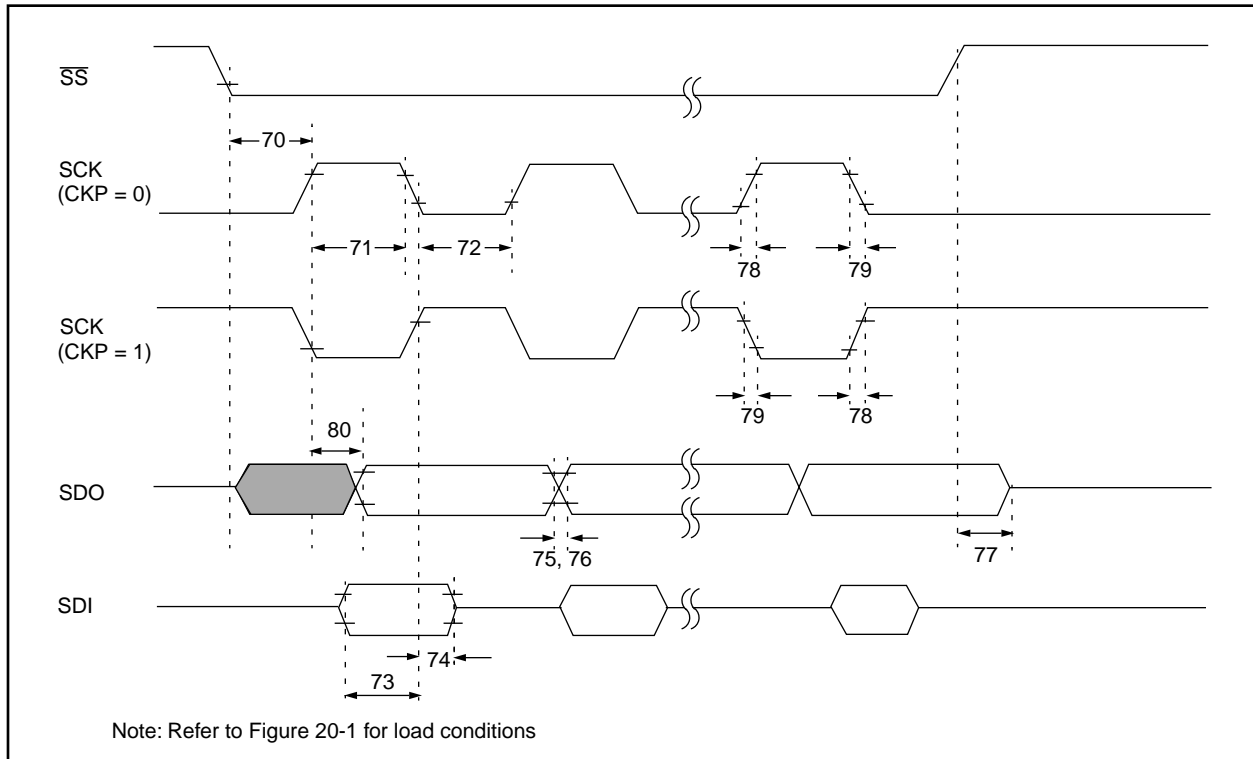 SS
70
SCK
(CKP = 0)
71
72
78
79
SCK
(CKP = 1)
79
78
80
SDO
75, 76
77
SDI
74
73
Note: Refer to Figure 20-1 for load conditions